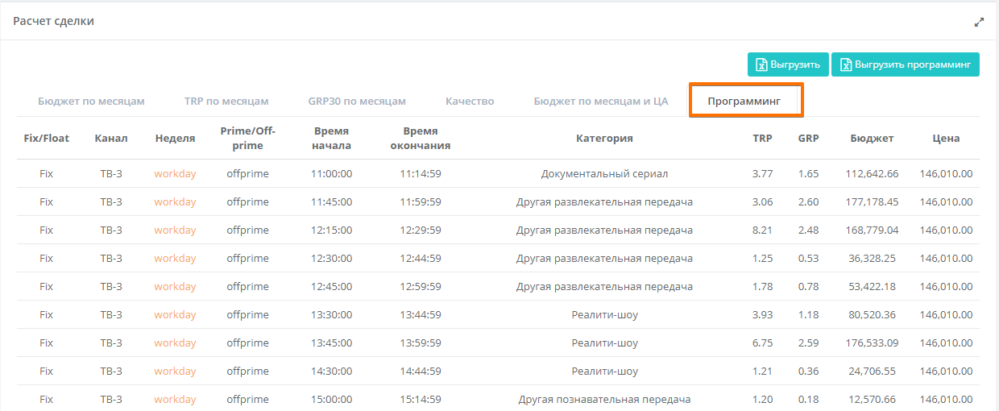 Расчет сделки
Выгрузить Выгрузить программинг
Бюджет по месяцам TRP по месяцам GRP30 по месяцам Качество Бюджет по месяцам и ЦА Программинг
Fix/Float Канал Неделя Prime/Off-prime Время начала Время окончания Категория TRP GRP Бюджет Цена
Fix ТВ-3 workday offprime 11:00:00 11:14:59 Документальный сериал 3.77 1.65 112,642.66 146,010.00
Fix ТВ-3 workday offprime 11:45:00 11:59:59 Другая развлекательная передача 3.06 2.60 177,178.45 146,010.00
Fix ТВ-3 workday offprime 12:15:00 12:29:59 Другая развлекательная передача 8.21 2.48 168,779.04 146,010.00
Fix ТВ-3 workday offprime 12:30:00 12:44:59 Другая развлекательная передача 1.25 0.53 36,328.25 146,010.00
Fix ТВ-3 workday offprime 12:45:00 12:59:59 Другая развлекательная передача 1.78 0.78 53,422.18 146,010.00
Fix ТВ-3 workday offprime 13:30:00 13:44:59 Реалити-шоу 3.93 1.18 80,520.36 146,010.00
Fix ТВ-3 workday offprime 13:45:00 13:59:59 Реалити-шоу 6.75 2.59 176,533.09 146,010.00
Fix ТВ-3 workday offprime 14:30:00 14:44:59 Реалити-шоу 1.21 0.36 24,706.55 146,010.00
Fix ТВ-3 workday offprime 15:00:00 15:14:59 Другая познавательная передача 1.20 0.18 12,570.66 146,010.00